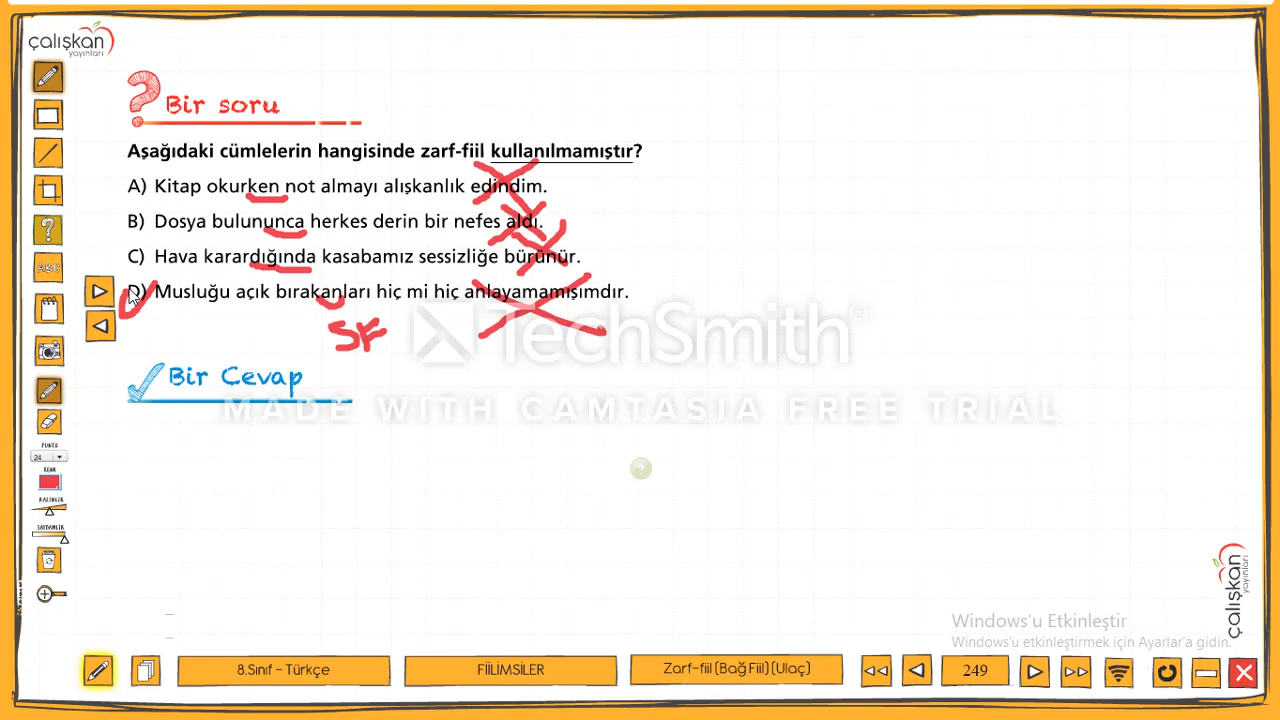 çalışkan
yayınları
Bir soru
Aşağıdaki cümlelerin hangisinde zarf-fiil kullanılmamıştır?
A) Kitap okurken not almayı alışkanlık edindim.
B) Dosya bulununca herkes derin bir nefes aldı.
C) Hava karardığında kasabamız sessizliğe bürünür.
D) Musluğu açık bırakanları hiç mi hiç anlayamamışımdır.
SF
TechSmith®
Bir Cevap
MADE WITH CAMTASIA FREE TRIAL
ABC
PUNTO
24
RENK
KALINLIK
SAYDAMLIK
çalışkan
yayınları
Windows'u Etkinleştir
Windows'u etkinleştirmek için Ayarlar'a gidin.
8.Sınıf - Türkçe
FİİLİMSİLER
Zarf-fiil (Bağ Fiil) (Ulaç)
249